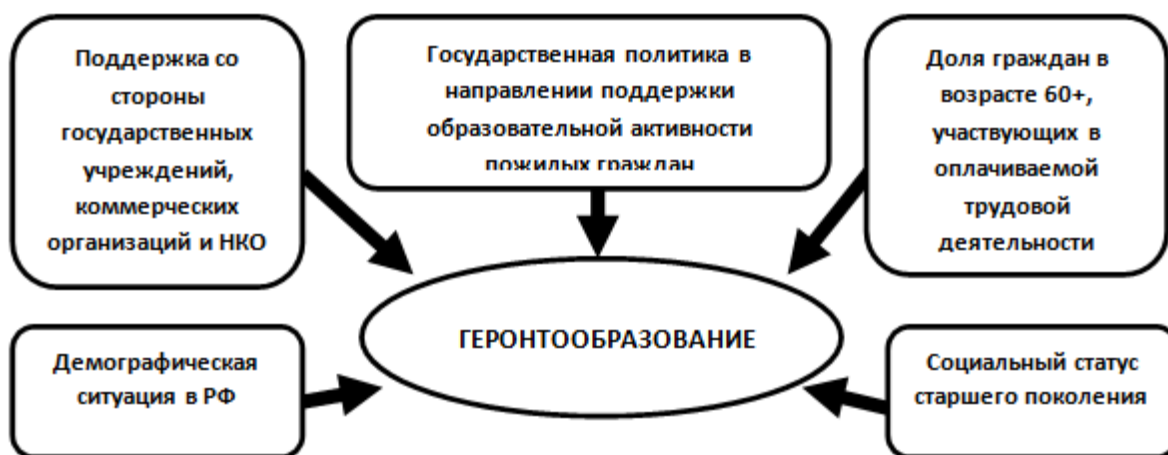 Поддержка со
стороны
государственных
учреждений,
коммерческих
организаций и НКО
Государственная политика в
направлении поддержки
образовательной активности
пожилых граждан
Доля граждан в
возрасте 60+,
участвующих в
оплачиваемой
трудовой
деятельности
ГЕРОНТООБРАЗОВАНИЕ
Демографическая
ситуация в РФ
Социальный статус
старшего поколения